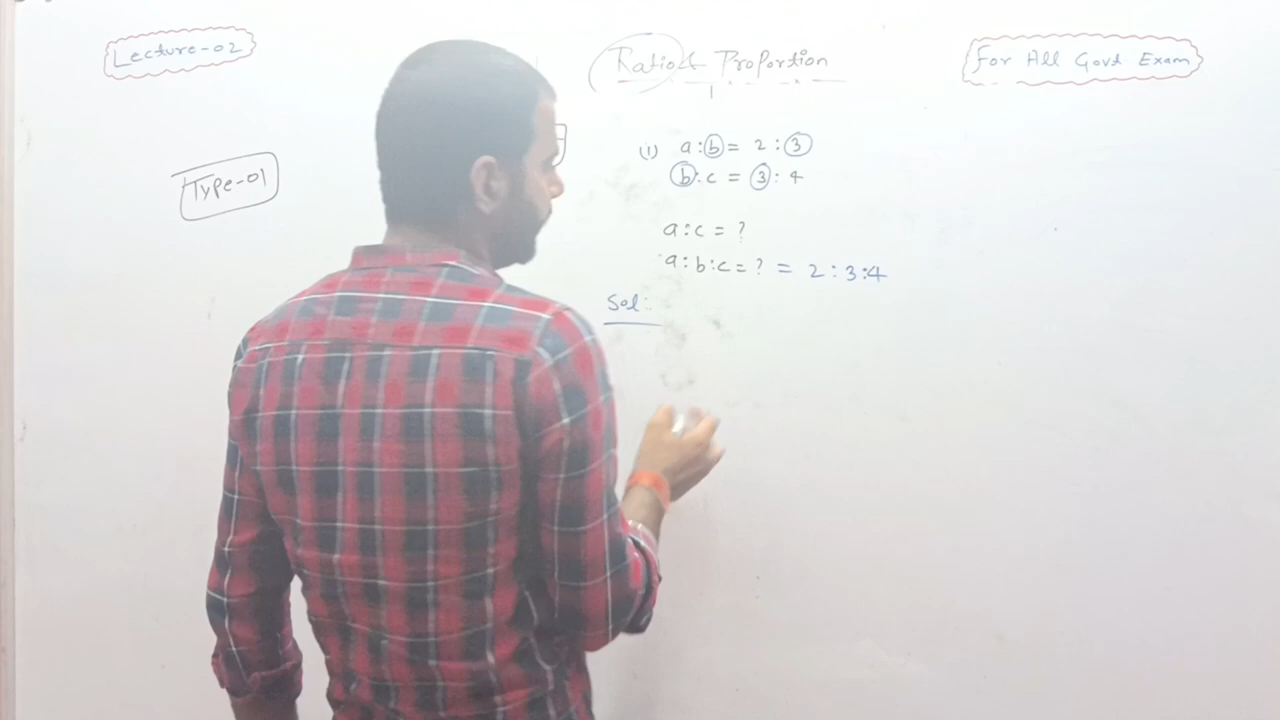 Lecture-02
Ratio & Proportion
For All Govt Exam
Type-01
(1) a:b = 2:3
b:c = 3:4
a:c = ?
a:b:c = ? = 2:3:4
Sol: